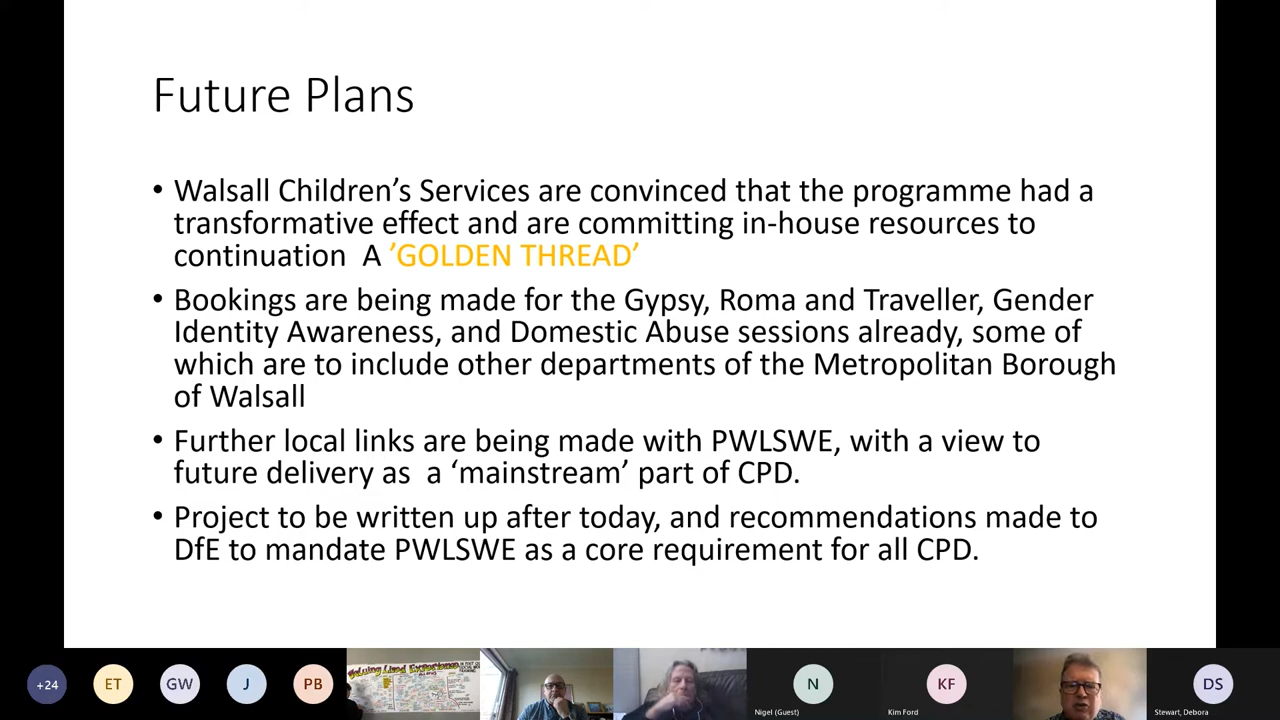 Future Plans
• Walsall Children’s Services are convinced that the programme had a
transformative effect and are committing in-house resources to
continuation  A ’GOLDEN THREAD’
• Bookings are being made for the Gypsy, Roma and Traveller, Gender
Identity Awareness, and Domestic Abuse sessions already, some of
which are to include other departments of the Metropolitan Borough
of Walsall
• Further local links are being made with PWLSWE, with a view to
future delivery as  a ‘mainstream’ part of CPD.
• Project to be written up after today, and recommendations made to
DfE to mandate PWLSWE as a core requirement for all CPD.
+24 ET GW J PB N KF DS
Valuing Lived Experience
Nigel (Guest) Kim Ford Stewart, Debora